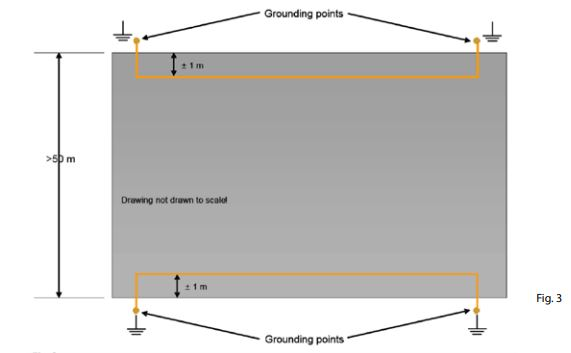 Grounding points
± 1 m
>50 m
Drawing not drawn to scale!
± 1 m
Fig. 3
Grounding points